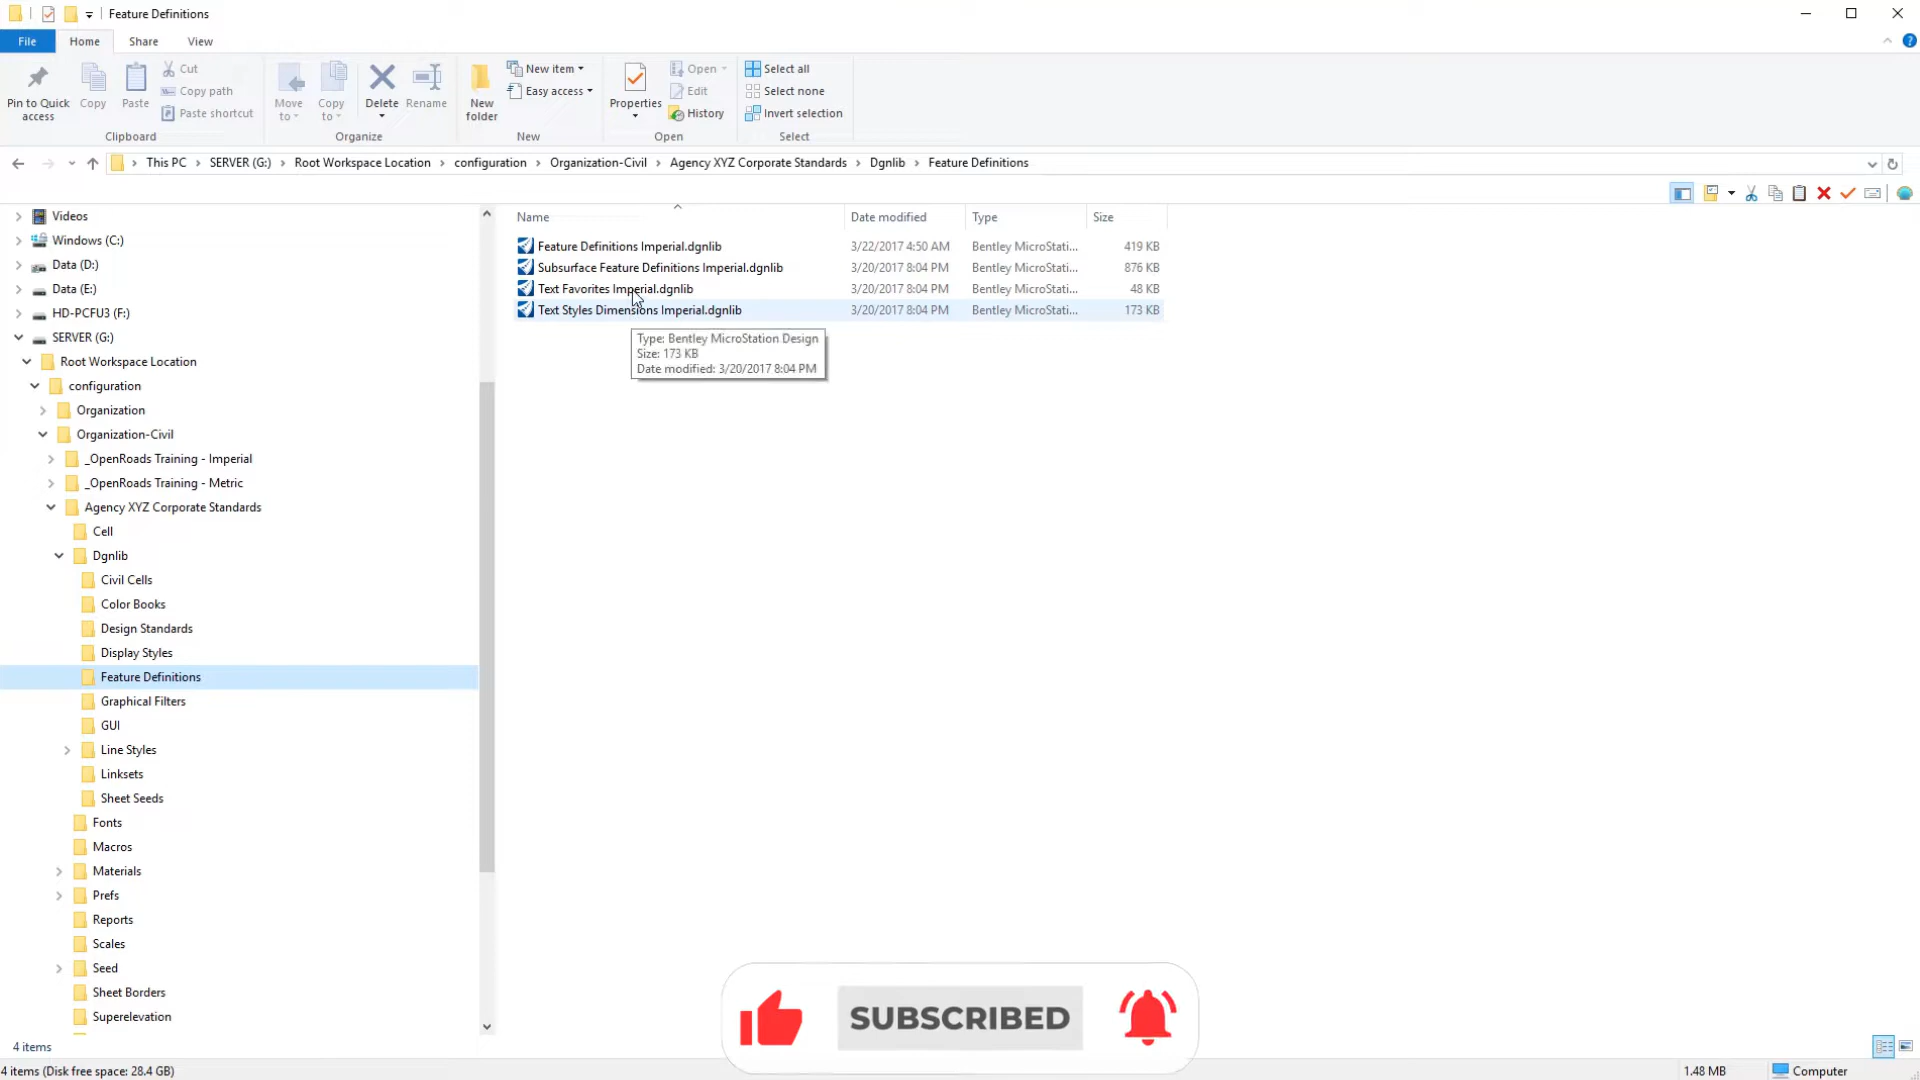 Feature Definitions
File Home Share View
Pin to Quick access
Copy
Paste
Cut
Copy path
Paste shortcut
Clipboard
Move to
Copy to
Delete
Rename
Organize
New folder
New item
Easy access
New
Properties
Open
Edit
History
Open
Select all
Select none
Invert selection
Select
This PC › SERVER (G:) › Root Workspace Location › configuration › Organization-Civil › Agency XYZ Corporate Standards › Dgnlib › Feature Definitions
Videos
Windows (C:)
Data (D:)
Data (E:)
HD-PCFU3 (F:)
SERVER (G:)
Root Workspace Location
configuration
Organization
Organization-Civil
_OpenRoads Training - Imperial
_OpenRoads Training - Metric
Agency XYZ Corporate Standards
Cell
Dgnlib
Civil Cells
Color Books
Design Standards
Display Styles
Feature Definitions
Graphical Filters
GUI
Line Styles
Linksets
Sheet Seeds
Fonts
Macros
Materials
Prefs
Reports
Scales
Seed
Sheet Borders
Superelevation
Name Date modified Type Size
Feature Definitions Imperial.dgnlib 3/22/2017 4:50 AM Bentley MicroStati... 419 KB
Subsurface Feature Definitions Imperial.dgnlib 3/20/2017 8:04 PM Bentley MicroStati... 876 KB
Text Favorites Imperial.dgnlib 3/20/2017 8:04 PM Bentley MicroStati... 48 KB
Text Styles Dimensions Imperial.dgnlib 3/20/2017 8:04 PM Bentley MicroStati... 173 KB
Type: Bentley MicroStation Design
Size: 173 KB
Date modified: 3/20/2017 8:04 PM
SUBSCRIBED
4 items
4 items (Disk free space: 28.4 GB)
1.48 MB
Computer